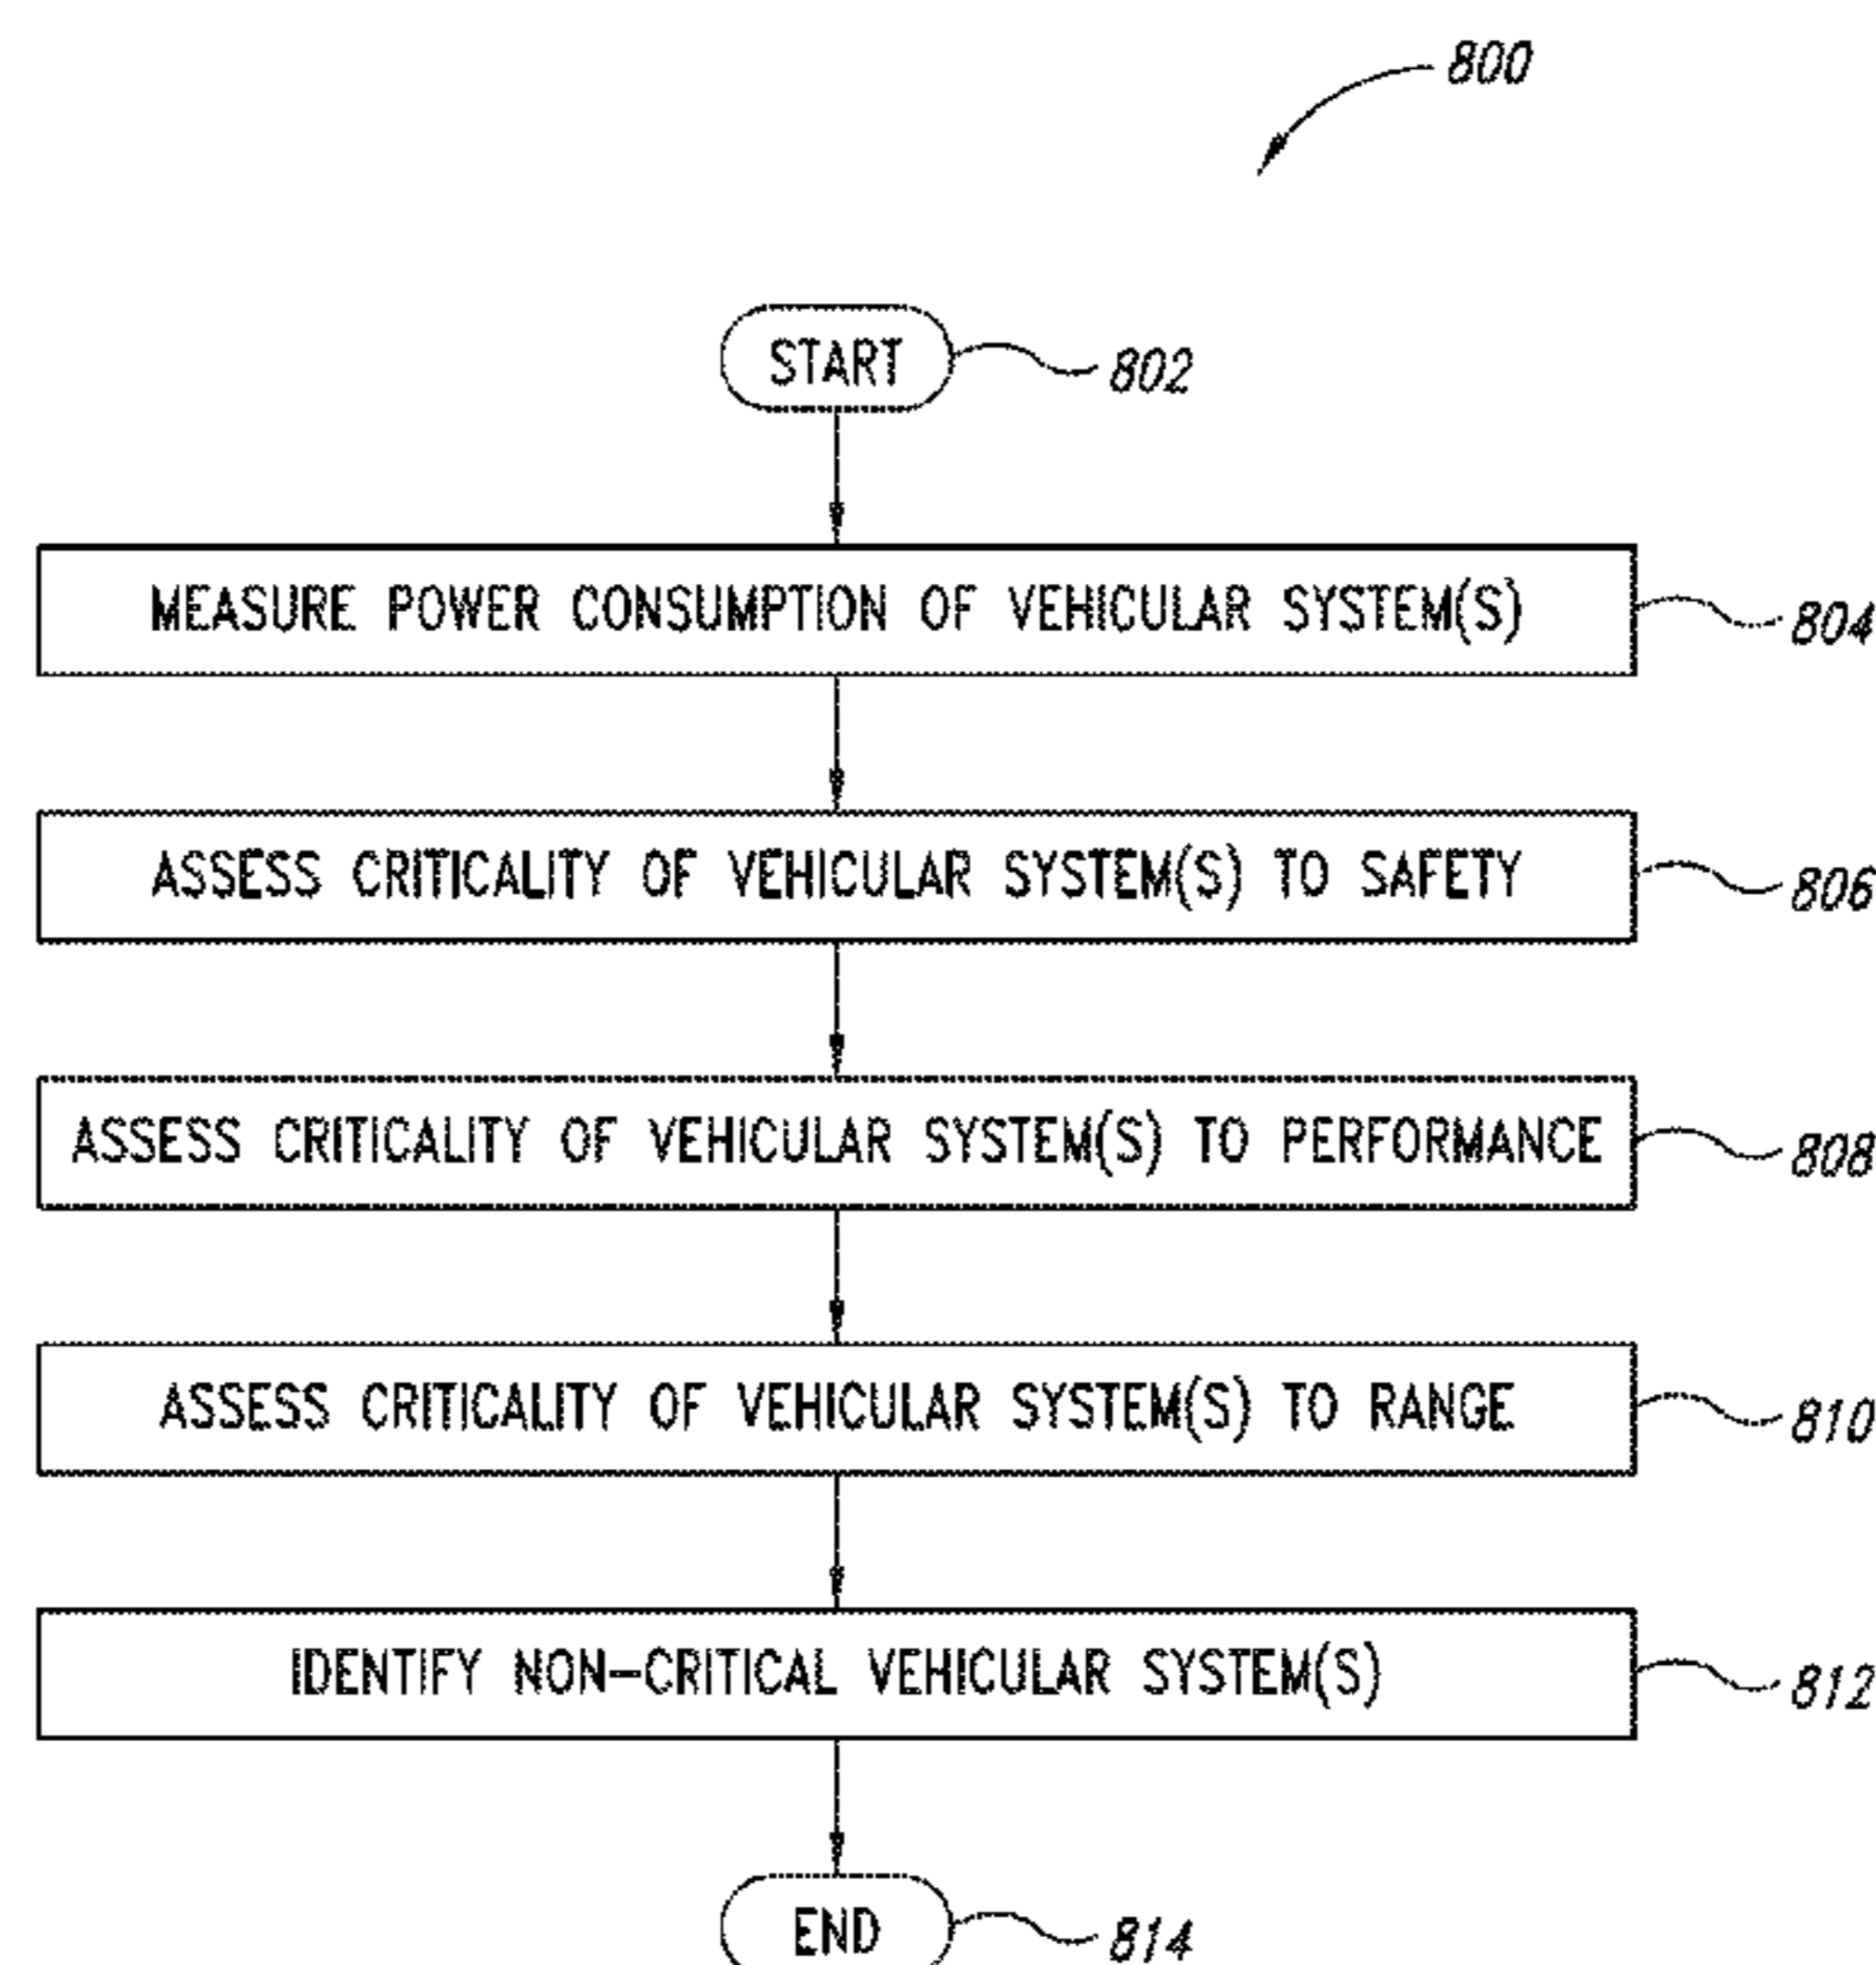 800
START
802
MEASURE POWER CONSUMPTION OF VEHICULAR SYSTEM(S)
804
ASSESS CRITICALITY OF VEHICULAR SYSTEM(S) TO SAFETY
806
ASSESS CRITICALITY OF VEHICULAR SYSTEM(S) TO PERFORMANCE
808
ASSESS CRITICALITY OF VEHICULAR SYSTEM(S) TO RANGE
810
IDENTIFY NON-CRITICAL VEHICULAR SYSTEM(S)
812
END
814